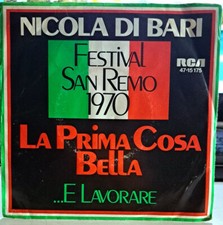 NICOLA DI BARI
FESTIVAL
SAN REMO
1970
RCA
47-15 175
LA PRIMA COSA
BELLA
...E LAVORARE